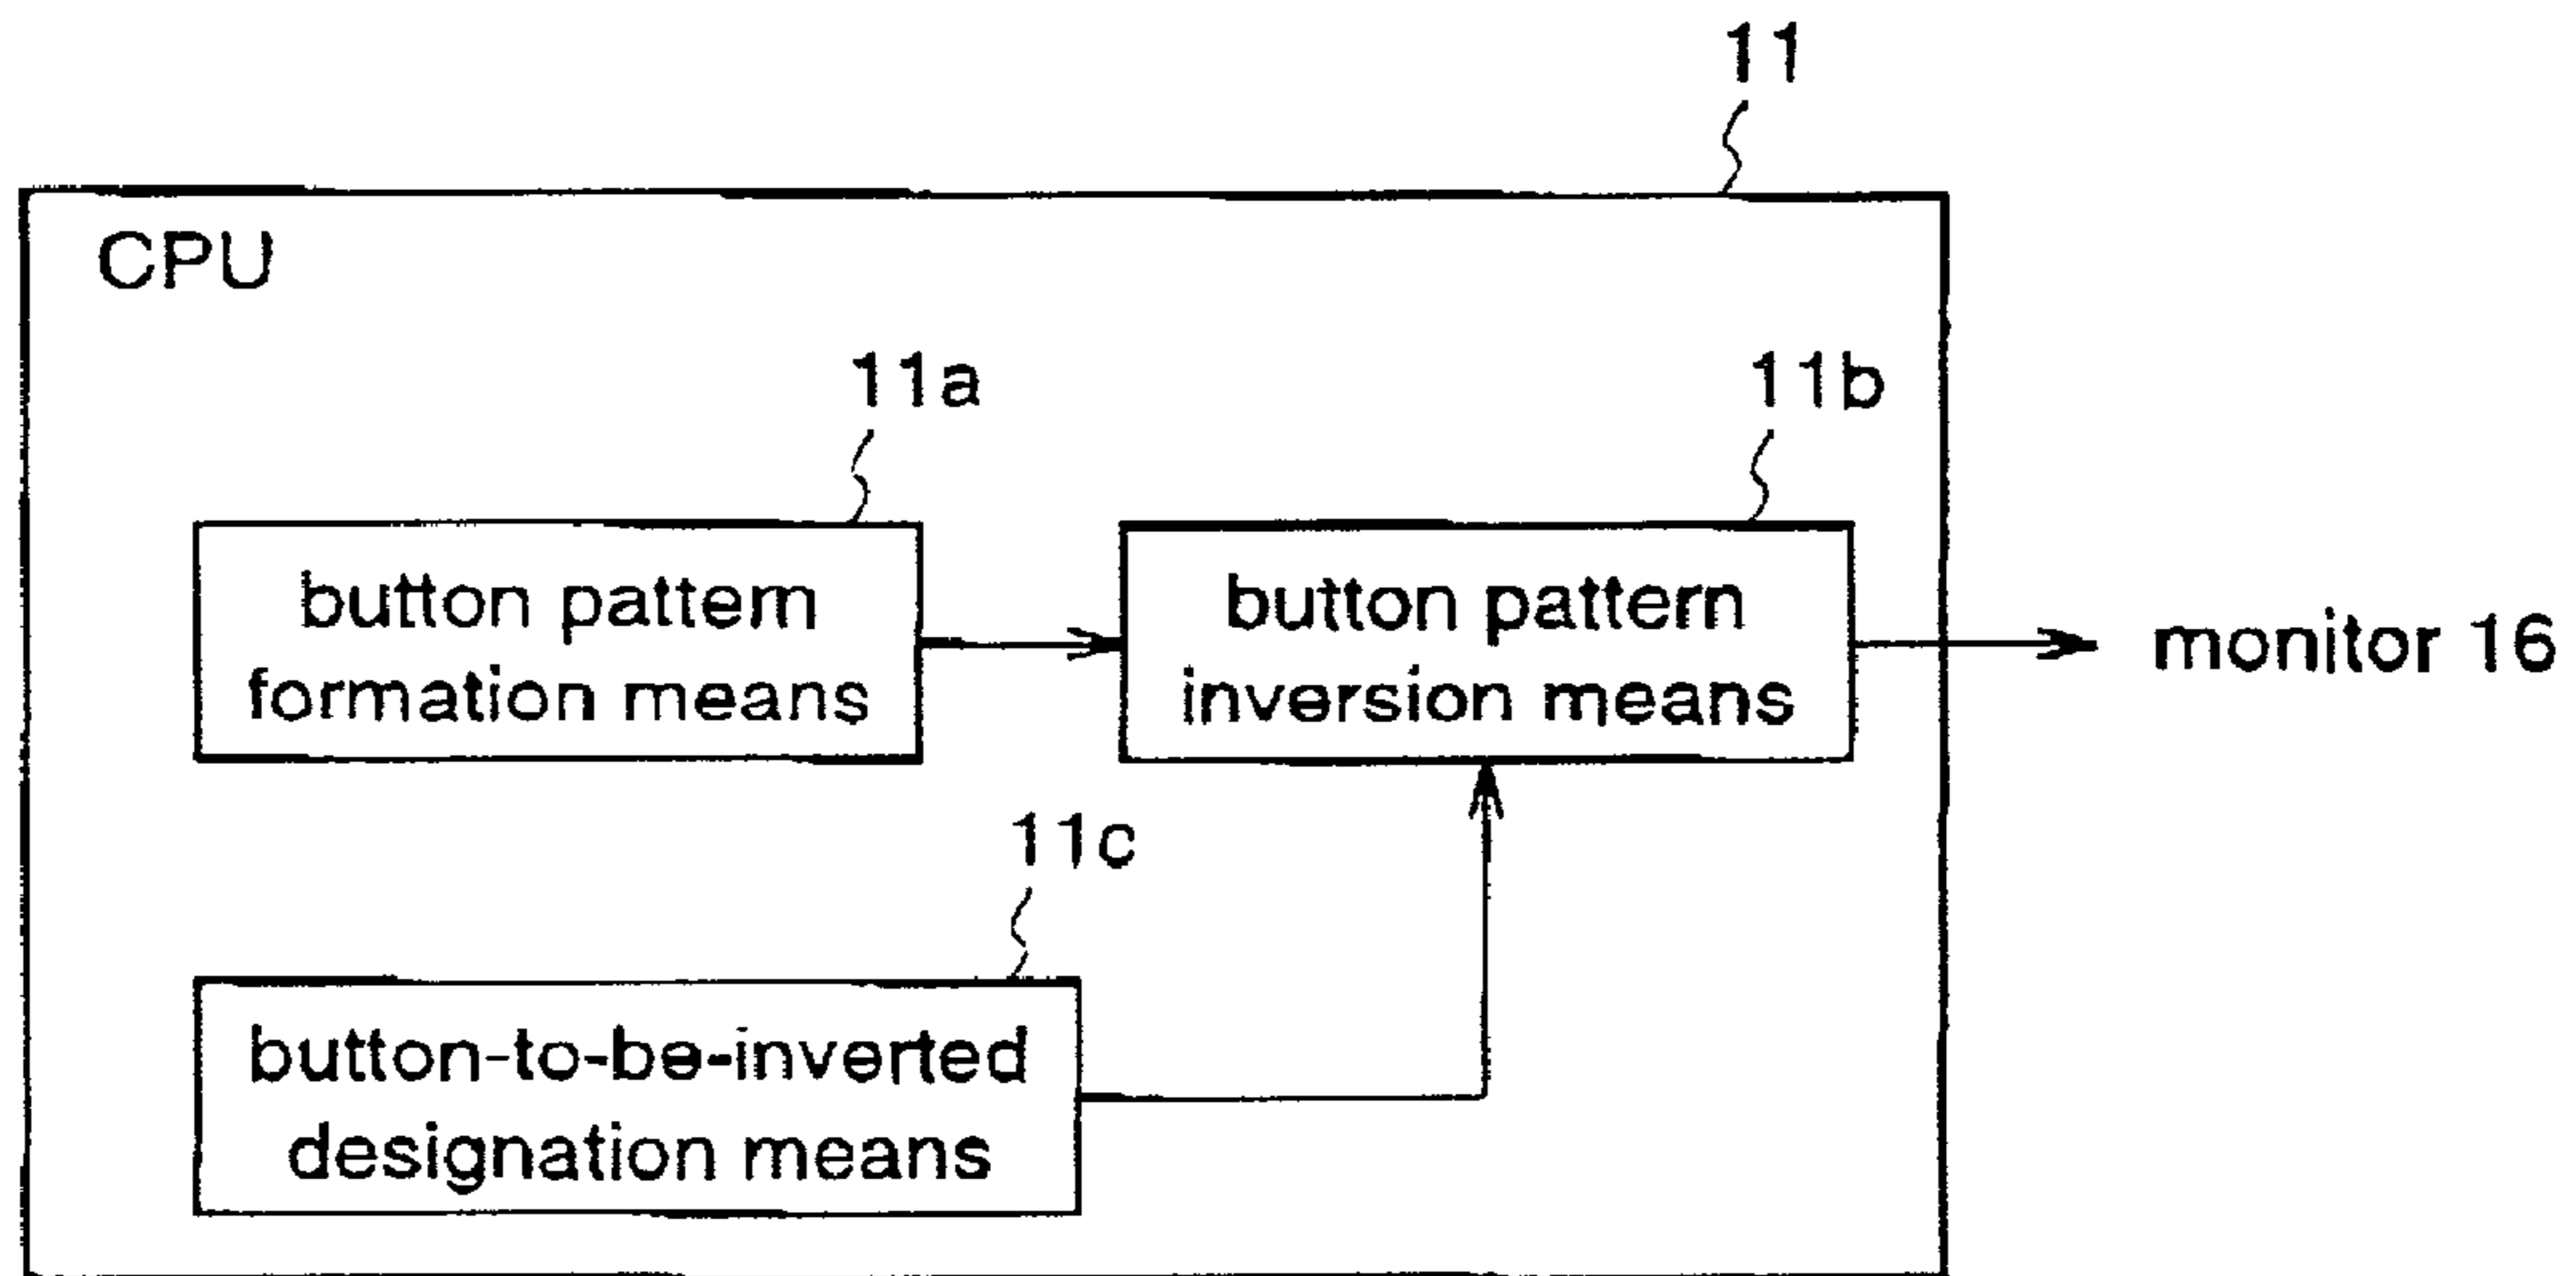 11
CPU
11a
11b
button pattern
formation means
button pattern
inversion means
monitor 16
11c
button-to-be-inverted
designation means